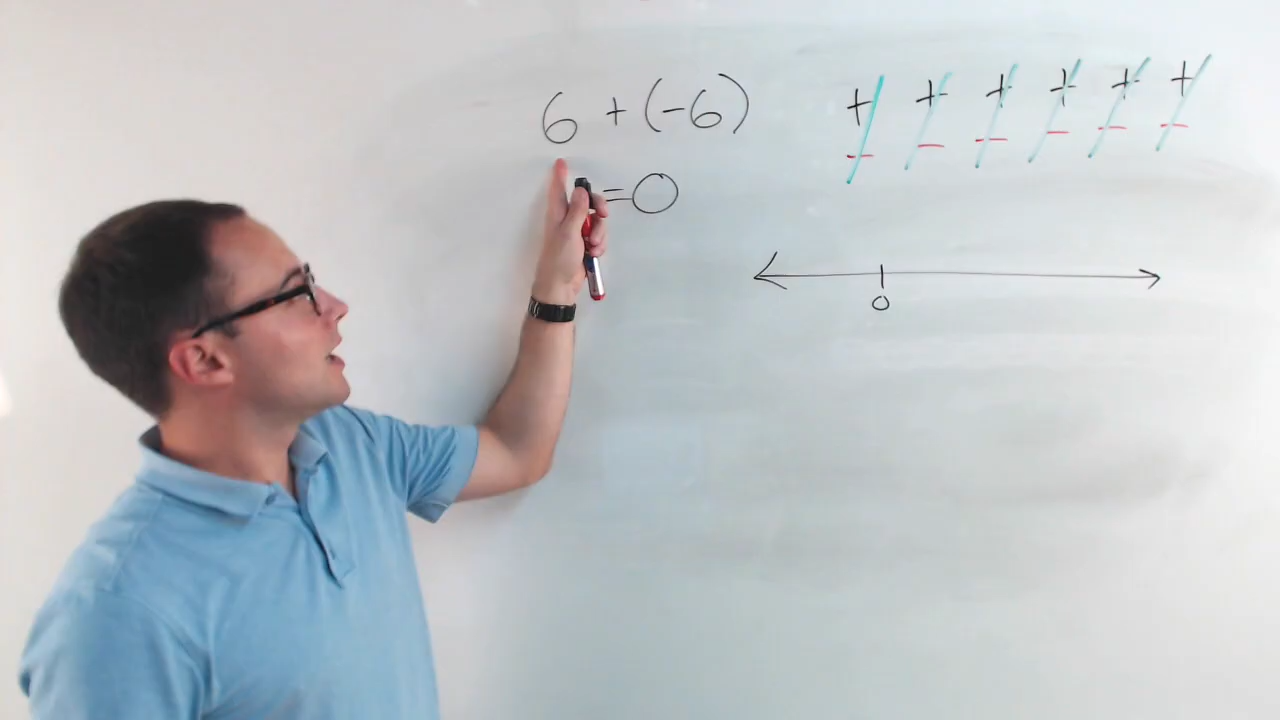 6 + (-6)
= 0
+ + + + + +
- - - - - -
0